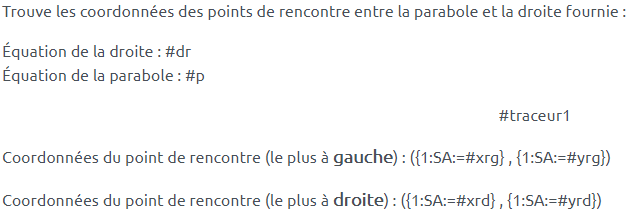 Trouve les coordonnées des points de rencontre entre la parabole et la droite fournie :
Équation de la droite : #dr
Équation de la parabole : #p
#traceur1
Coordonnées du point de rencontre (le plus à gauche) : ({1:SA:=#xrg} , {1:SA:=#yrg})
Coordonnées du point de rencontre (le plus à droite) : ({1:SA:=#xrd} , {1:SA:=#yrd})